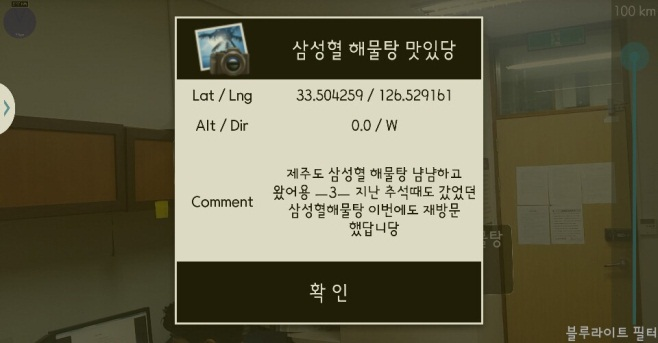 100 km
삼성혈 해물탕 맛있당
Lat / Lng 33.504259 / 126.529161
Alt / Dir 0.0 / W
Comment
제주도 삼성혈 해물탕 냠냠하고
왔어용 ㅡ3ㅡ 지난 추석때도 갔었던
삼성혈해물탕 이번에도 재방문
했답니당
탕
확 인
블루라이트 필터